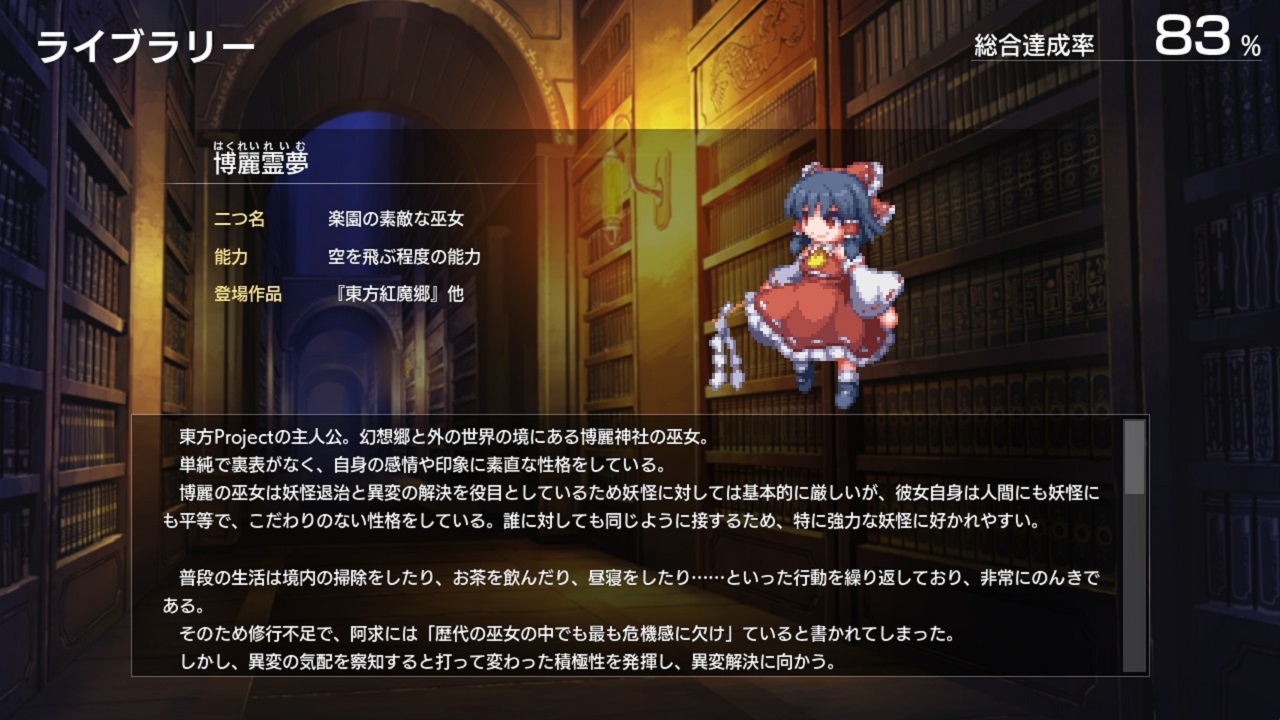 ライブラリー
総合達成率 83 %
はくれいれいむ
博麗霊夢
二つ名 楽園の素敵な巫女
能力 空を飛ぶ程度の能力
登場作品 『東方紅魔郷』他
東方Projectの主人公。幻想郷と外の世界の境にある博麗神社の巫女。
単純で裏表がなく、自身の感情や印象に素直な性格をしている。
博麗の巫女は妖怪退治と異変の解決を役目としているため妖怪に対しては基本的に厳しいが、彼女自身は人間にも妖怪に
も平等で、こだわりのない性格をしている。誰に対しても同じように接するため、特に強力な妖怪に好かれやすい。
普段の生活は境内の掃除をしたり、お茶を飲んだり、昼寝をしたり……といった行動を繰り返しており、非常にのんきで
ある。
そのため修行不足で、阿求には「歴代の巫女の中でも最も危機感に欠け」ていると書かれてしまった。
しかし、異変の気配を察知すると打って変わった積極性を発揮し、異変解決に向かう。